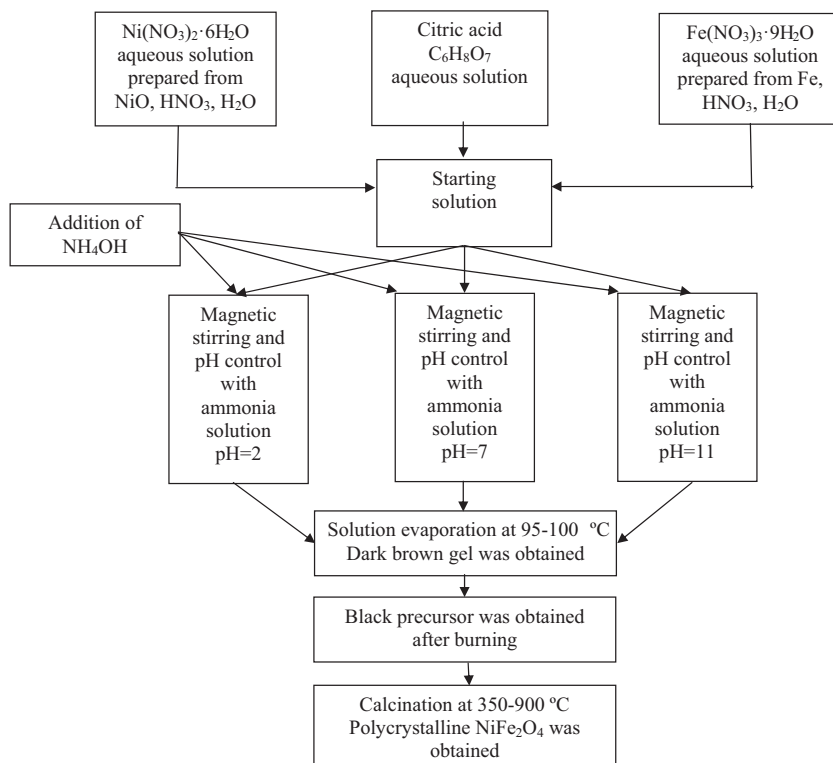 Ni(NO₃)₂·6H₂O
aqueous solution
prepared from
NiO, HNO₃, H₂O
Citric acid
C₆H₈O₇
aqueous solution
Fe(NO₃)₃·9H₂O
aqueous solution
prepared from Fe,
HNO₃, H₂O
Starting
solution
Addition of
NH₄OH
Magnetic
stirring and
pH control
with
ammonia
solution
pH=2
Magnetic
stirring and
pH control
with
ammonia
solution
pH=7
Magnetic
stirring and
pH control
with
ammonia
solution
pH=11
Solution evaporation at 95-100 ºC
Dark brown gel was obtained
Black precursor was obtained
after burning
Calcination at 350-900 ºC
Polycrystalline NiFe₂O₄ was
obtained